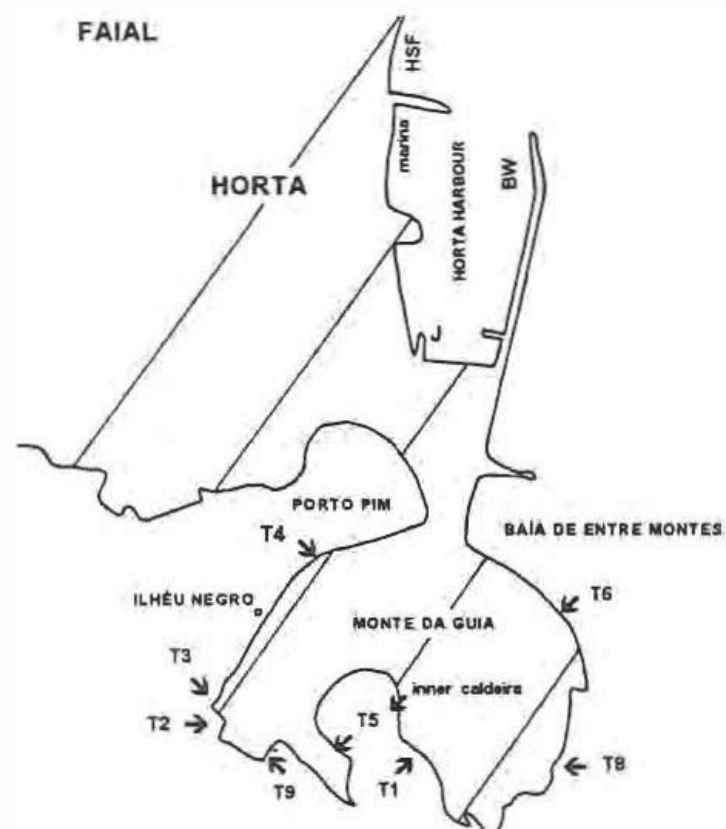 FAIAL
HSF
marina
HORTA
HORTA HARBOUR
BW
J
PORTO PIM
T4
BAÍA DE ENTRE MONTES
ILHÉU NEGRO
T6
MONTE DA GUIA
T3
inner caldeira
T2
T5
T9
T1
T8